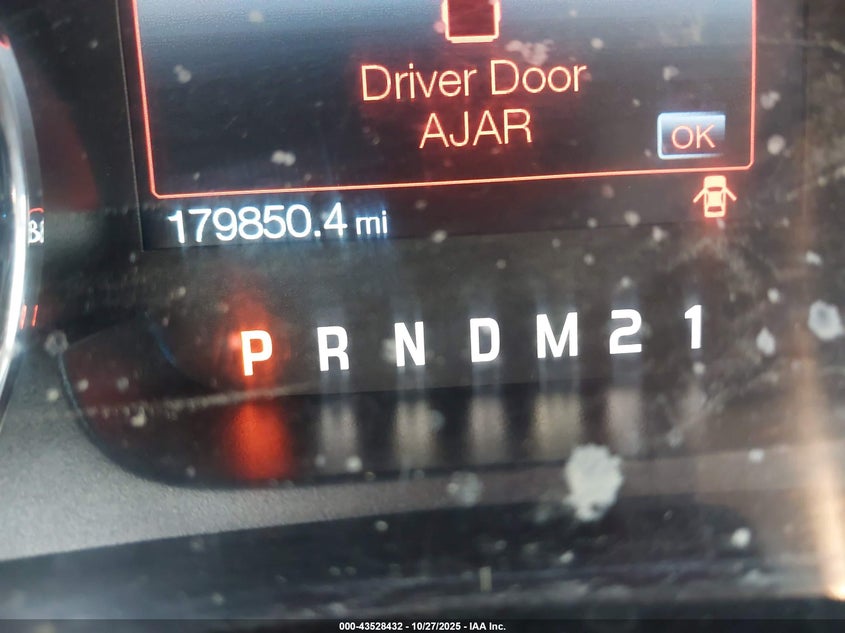 Driver Door
AJAR
OK
179850.4 mi
P R N D M 2 1
000-43528432 - 10/27/2025 - IAA Inc.